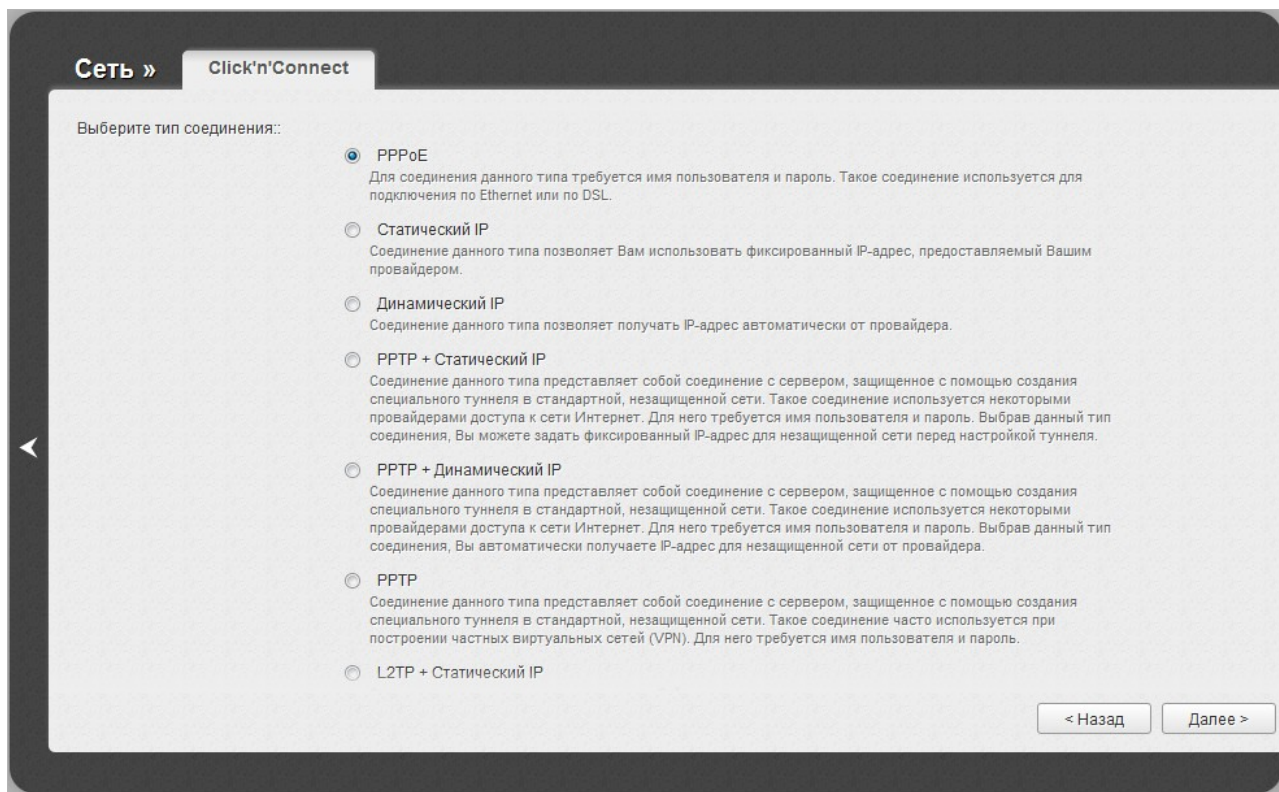 Сеть »
Click'n'Connect
Выберите тип соединения::
PPPoE
Для соединения данного типа требуется имя пользователя и пароль. Такое соединение используется для
подключения по Ethernet или по DSL.
Статический IP
Соединение данного типа позволяет Вам использовать фиксированный IP-адрес, предоставляемый Вашим
провайдером.
Динамический IP
Соединение данного типа позволяет получать IP-адрес автоматически от провайдера.
PPTP + Статический IP
Соединение данного типа представляет собой соединение с сервером, защищенное с помощью создания
специального туннеля в стандартной, незащищенной сети. Такое соединение используется некоторыми
провайдерами доступа к сети Интернет. Для него требуется имя пользователя и пароль. Выбрав данный тип
соединения, Вы можете задать фиксированный IP-адрес для незащищенной сети перед настройкой туннеля.
PPTP + Динамический IP
Соединение данного типа представляет собой соединение с сервером, защищенное с помощью создания
специального туннеля в стандартной, незащищенной сети. Такое соединение используется некоторыми
провайдерами доступа к сети Интернет. Для него требуется имя пользователя и пароль. Выбрав данный тип
соединения, Вы автоматически получаете IP-адрес для незащищенной сети от провайдера.
PPTP
Соединение данного типа представляет собой соединение с сервером, защищенное с помощью создания
специального туннеля в стандартной, незащищенной сети. Такое соединение часто используется при
построении частных виртуальных сетей (VPN). Для него требуется имя пользователя и пароль.
L2TP + Статический IP
< Назад
Далее >